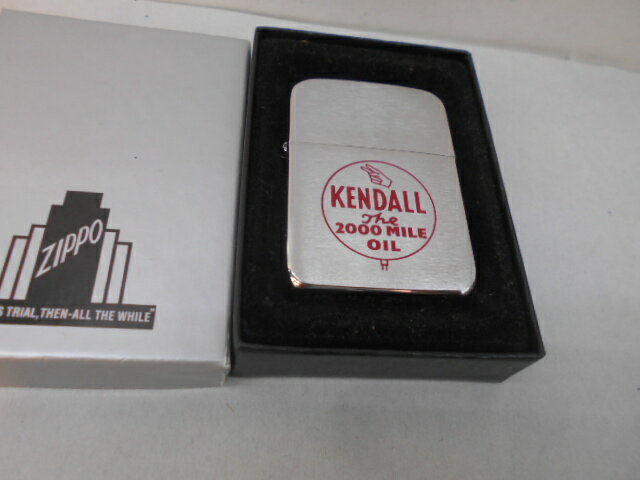 ZIPPO
TRIAL, THEN-ALL THE WHILE"
KENDALL
The
2000 MILE
OIL